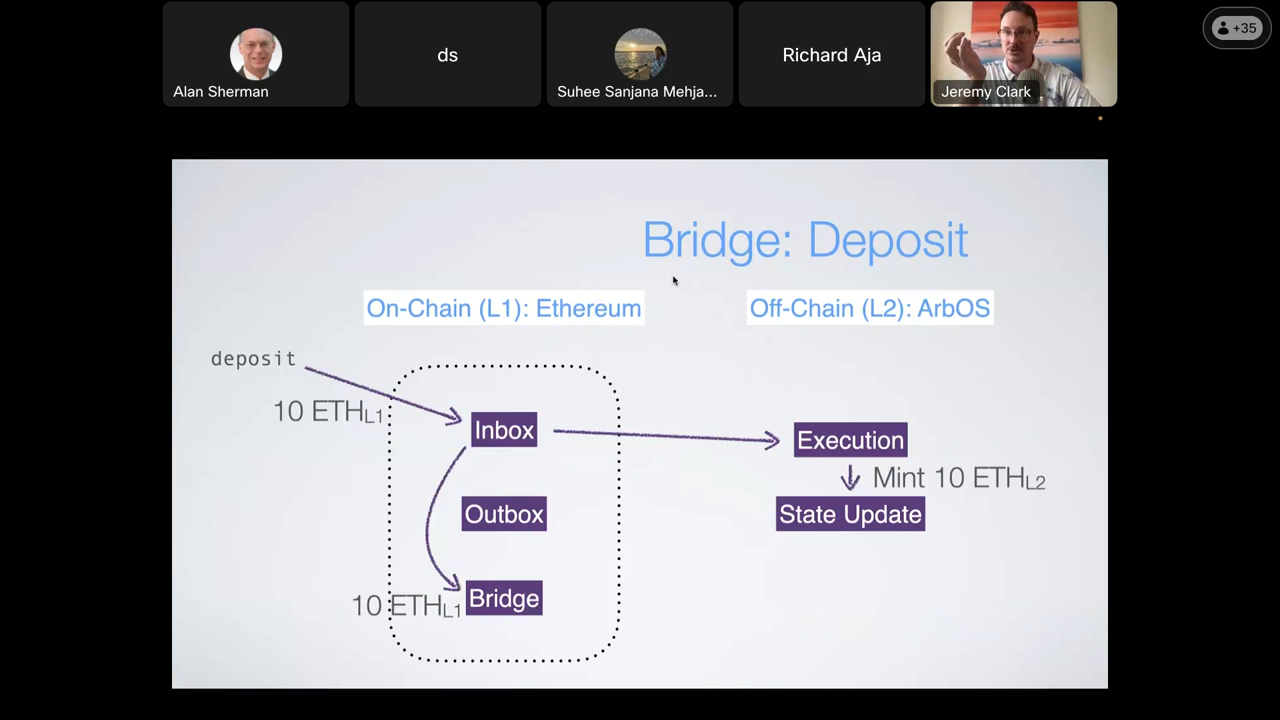 Alan Sherman
ds
Suhee Sanjana Mehja...
Richard Aja
Jeremy Clark
+35
Bridge: Deposit
On-Chain (L1): Ethereum
Off-Chain (L2): ArbOS
deposit
10 ETHL1
Inbox
Execution
Mint 10 ETHL2
Outbox
State Update
10 ETHL1
Bridge